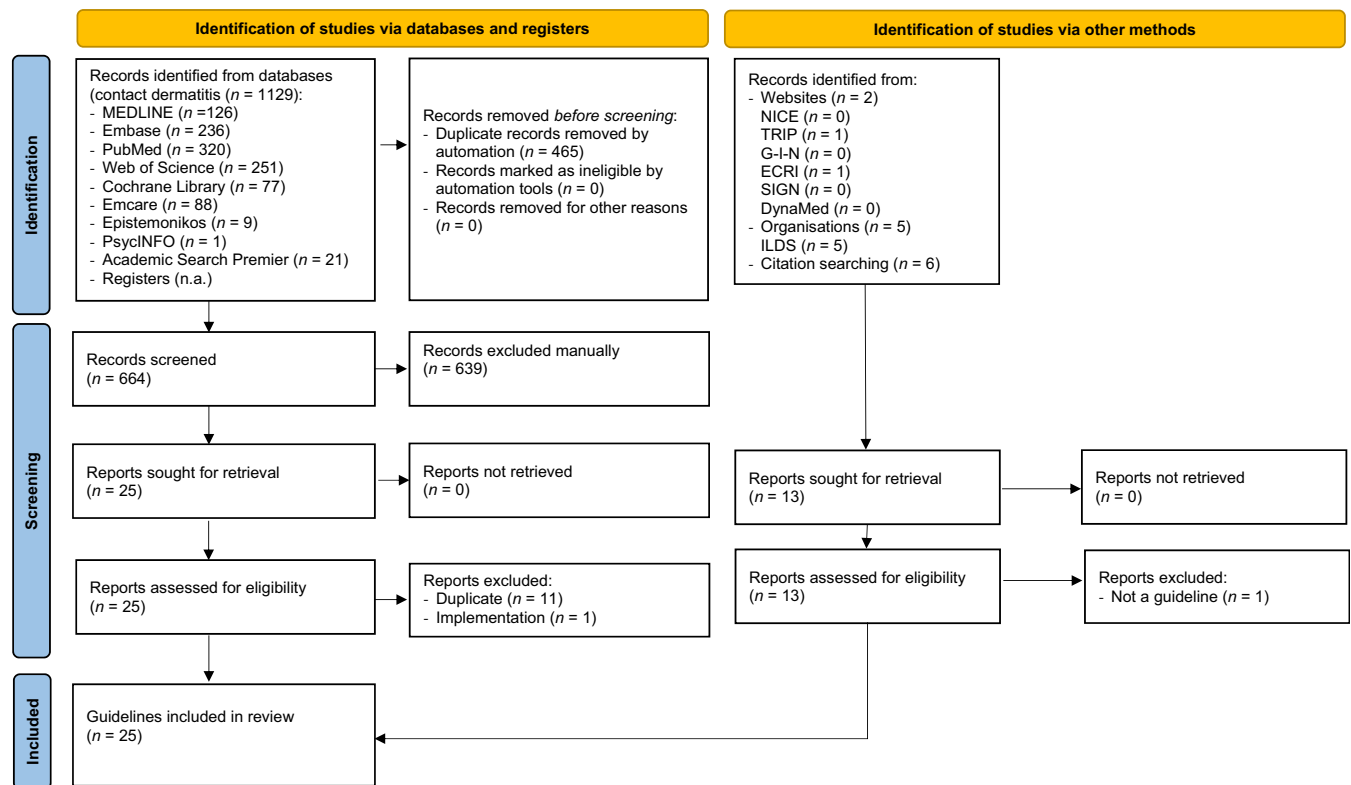 Identification of studies via databases and registers
Identification of studies via other methods
Identification
Records identified from databases
(contact dermatitis (n = 1129):
- MEDLINE (n =126)
- Embase (n = 236)
- PubMed (n = 320)
- Web of Science (n = 251)
- Cochrane Library (n = 77)
- Emcare (n = 88)
- Epistemonikos (n = 9)
- PsycINFO (n = 1)
- Academic Search Premier (n = 21)
- Registers (n.a.)
Records removed before screening:
- Duplicate records removed by
automation (n = 465)
- Records marked as ineligible by
automation tools (n = 0)
- Records removed for other reasons
(n = 0)
Records identified from:
- Websites (n = 2)
NICE (n = 0)
TRIP (n = 1)
G-I-N (n = 0)
ECRI (n = 1)
SIGN (n = 0)
DynaMed (n = 0)
- Organisations (n = 5)
ILDS (n = 5)
- Citation searching (n = 6)
Screening
Records screened
(n = 664)
Records excluded manually
(n = 639)
Reports sought for retrieval
(n = 25)
Reports not retrieved
(n = 0)
Reports sought for retrieval
(n = 13)
Reports not retrieved
(n = 0)
Reports assessed for eligibility
(n = 25)
Reports excluded:
- Duplicate (n = 11)
- Implementation (n = 1)
Reports assessed for eligibility
(n = 13)
Reports excluded:
- Not a guideline (n = 1)
Included
Guidelines included in review
(n = 25)